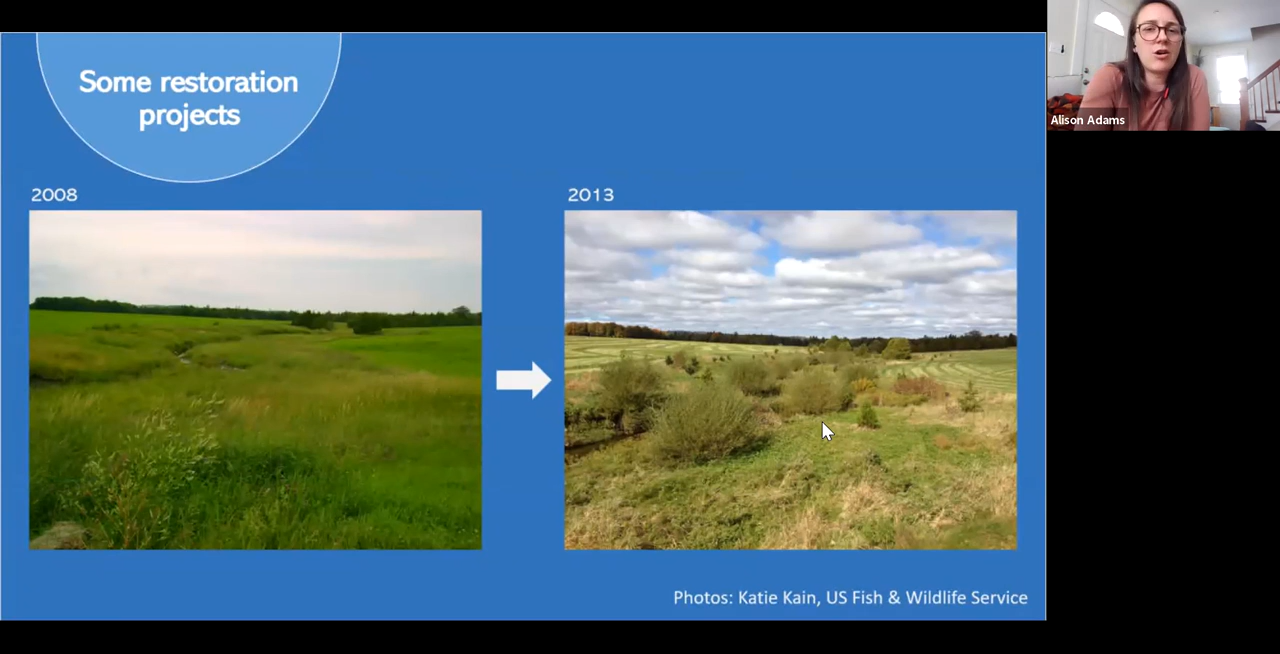 Some restoration
projects
2008
2013
Photos: Katie Kain, US Fish & Wildlife Service
Alison Adams